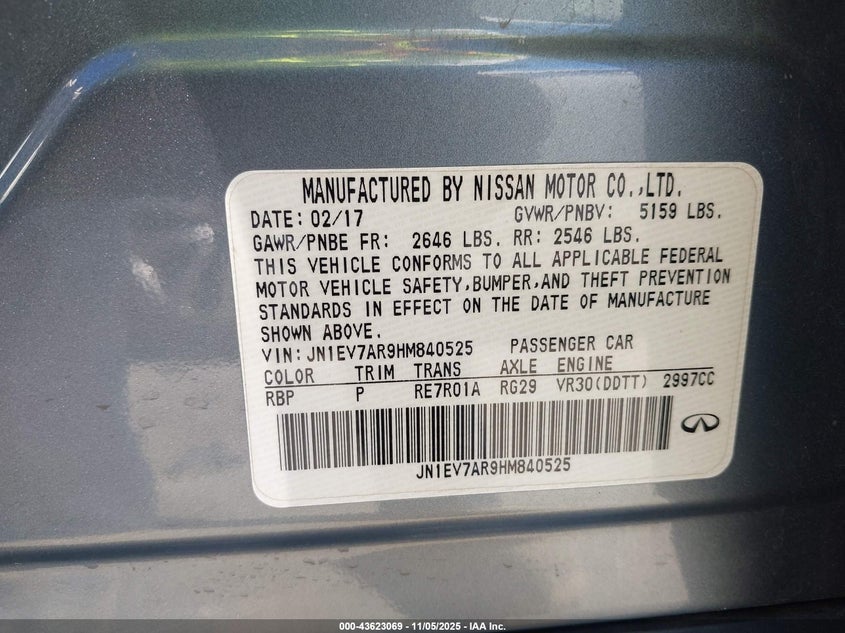 MANUFACTURED BY NISSAN MOTOR CO.,LTD.
DATE: 02/17 GVWR/PNBV: 5159 LBS.
GAWR/PNBE FR: 2646 LBS. RR: 2546 LBS.
THIS VEHICLE CONFORMS TO ALL APPLICABLE FEDERAL
MOTOR VEHICLE SAFETY,BUMPER,AND THEFT PREVENTION
STANDARDS IN EFFECT ON THE DATE OF MANUFACTURE
SHOWN ABOVE.
VIN: JN1EV7AR9HM840525 PASSENGER CAR
COLOR TRIM TRANS AXLE ENGINE
RBP P RE7R01A RG29 VR30(DDTT) 2997CC
JN1EV7AR9HM840525
000-43623069 - 11/05/2025 - IAA Inc.